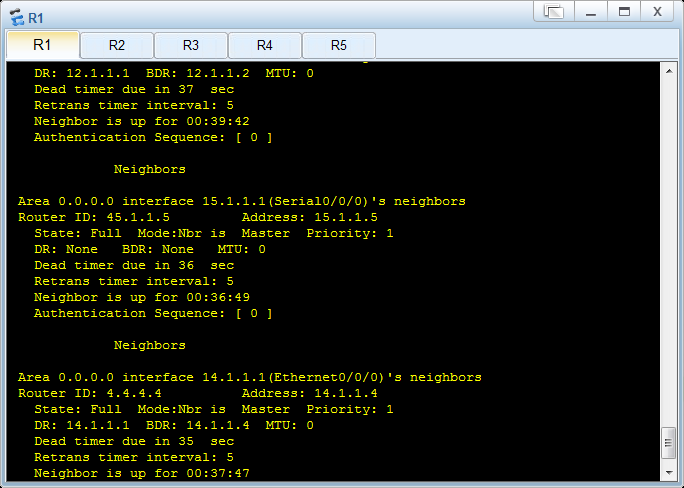 R1
R1 R2 R3 R4 R5
DR: 12.1.1.1 BDR: 12.1.1.2 MTU: 0
Dead timer due in 37 sec
Retrans timer interval: 5
Neighbor is up for 00:39:42
Authentication Sequence: [ 0 ]
Neighbors
Area 0.0.0.0 interface 15.1.1.1(Serial0/0/0)'s neighbors
Router ID: 45.1.1.5 Address: 15.1.1.5
State: Full Mode:Nbr is Master Priority: 1
DR: None BDR: None MTU: 0
Dead timer due in 36 sec
Retrans timer interval: 5
Neighbor is up for 00:36:49
Authentication Sequence: [ 0 ]
Neighbors
Area 0.0.0.0 interface 14.1.1.1(Ethernet0/0/0)'s neighbors
Router ID: 4.4.4.4 Address: 14.1.1.4
State: Full Mode:Nbr is Master Priority: 1
DR: 14.1.1.1 BDR: 14.1.1.4 MTU: 0
Dead timer due in 35 sec
Retrans timer interval: 5
Neighbor is up for 00:37:47